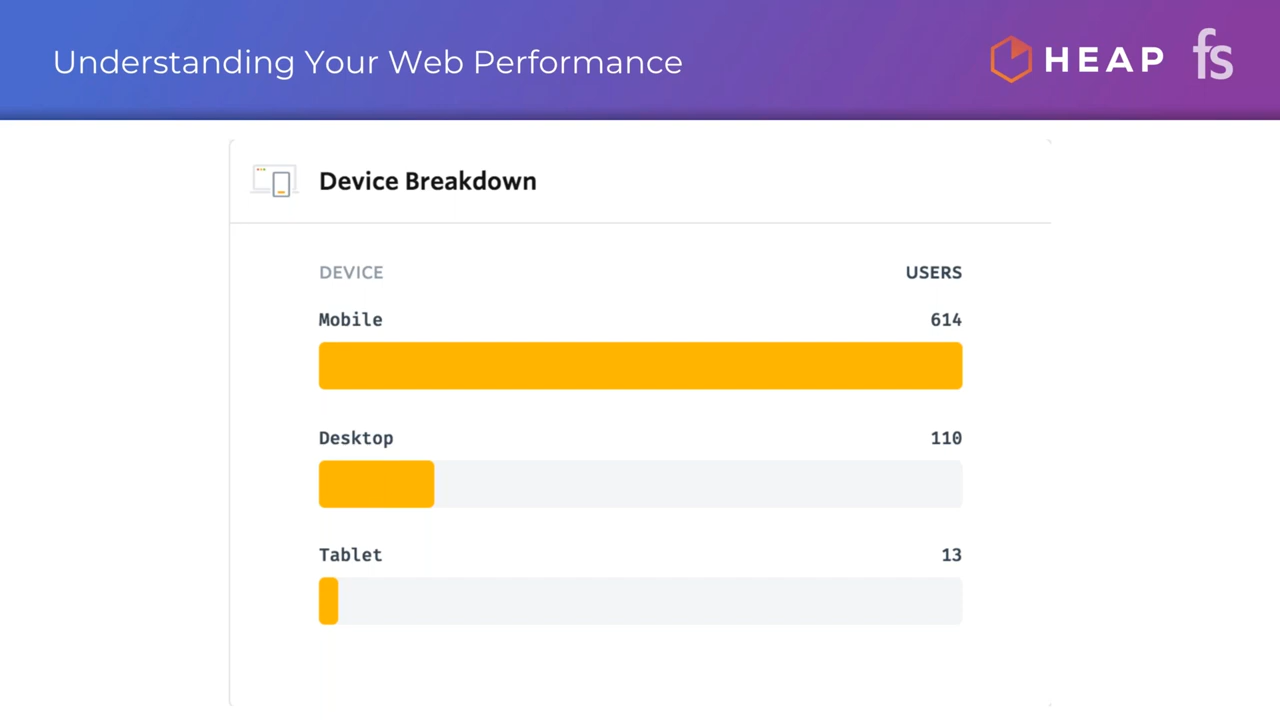 Understanding Your Web Performance
HEAP fs
Device Breakdown
DEVICE USERS
Mobile 614
Desktop 110
Tablet 13